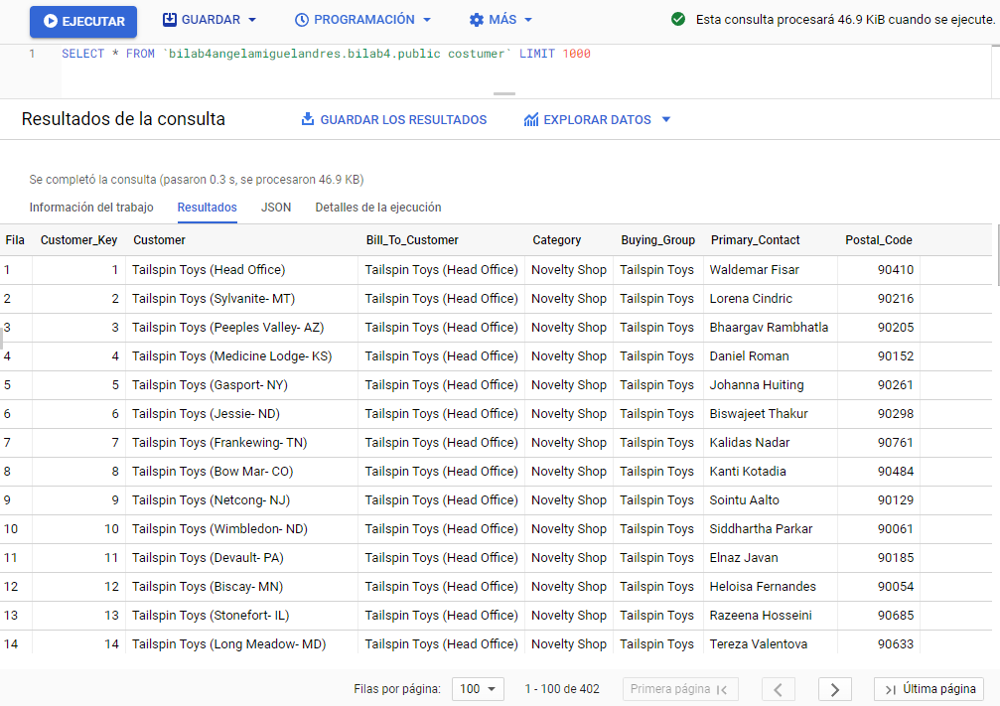 EJECUTAR GUARDAR PROGRAMACIÓN MÁS Esta consulta procesará 46.9 KiB cuando se ejecute.
1 SELECT * FROM `bilab4angelamiguelandres.bilab4.public costumer` LIMIT 1000
Resultados de la consulta GUARDAR LOS RESULTADOS EXPLORAR DATOS
Se completó la consulta (pasaron 0.3 s, se procesaron 46.9 KB)
Información del trabajo Resultados JSON Detalles de la ejecución
Fila Customer_Key Customer Bill_To_Customer Category Buying_Group Primary_Contact Postal_Code
1 1 Tailspin Toys (Head Office) Tailspin Toys (Head Office) Novelty Shop Tailspin Toys Waldemar Fisar 90410
2 2 Tailspin Toys (Sylvanite- MT) Tailspin Toys (Head Office) Novelty Shop Tailspin Toys Lorena Cindric 90216
3 3 Tailspin Toys (Peeples Valley- AZ) Tailspin Toys (Head Office) Novelty Shop Tailspin Toys Bhaargav Rambhatla 90205
4 4 Tailspin Toys (Medicine Lodge- KS) Tailspin Toys (Head Office) Novelty Shop Tailspin Toys Daniel Roman 90152
5 5 Tailspin Toys (Gasport- NY) Tailspin Toys (Head Office) Novelty Shop Tailspin Toys Johanna Huiting 90261
6 6 Tailspin Toys (Jessie- ND) Tailspin Toys (Head Office) Novelty Shop Tailspin Toys Biswajeet Thakur 90298
7 7 Tailspin Toys (Frankewing- TN) Tailspin Toys (Head Office) Novelty Shop Tailspin Toys Kalidas Nadar 90761
8 8 Tailspin Toys (Bow Mar- CO) Tailspin Toys (Head Office) Novelty Shop Tailspin Toys Kanti Kotadia 90484
9 9 Tailspin Toys (Netcong- NJ) Tailspin Toys (Head Office) Novelty Shop Tailspin Toys Sointu Aalto 90129
10 10 Tailspin Toys (Wimbledon- ND) Tailspin Toys (Head Office) Novelty Shop Tailspin Toys Siddhartha Parkar 90061
11 11 Tailspin Toys (Devault- PA) Tailspin Toys (Head Office) Novelty Shop Tailspin Toys Elnaz Javan 90185
12 12 Tailspin Toys (Biscay- MN) Tailspin Toys (Head Office) Novelty Shop Tailspin Toys Heloisa Fernandes 90054
13 13 Tailspin Toys (Stonefort- IL) Tailspin Toys (Head Office) Novelty Shop Tailspin Toys Razeena Hosseini 90685
14 14 Tailspin Toys (Long Meadow- MD) Tailspin Toys (Head Office) Novelty Shop Tailspin Toys Tereza Valentova 90633
Filas por página: 100 1 - 100 de 402 Primera página Última página